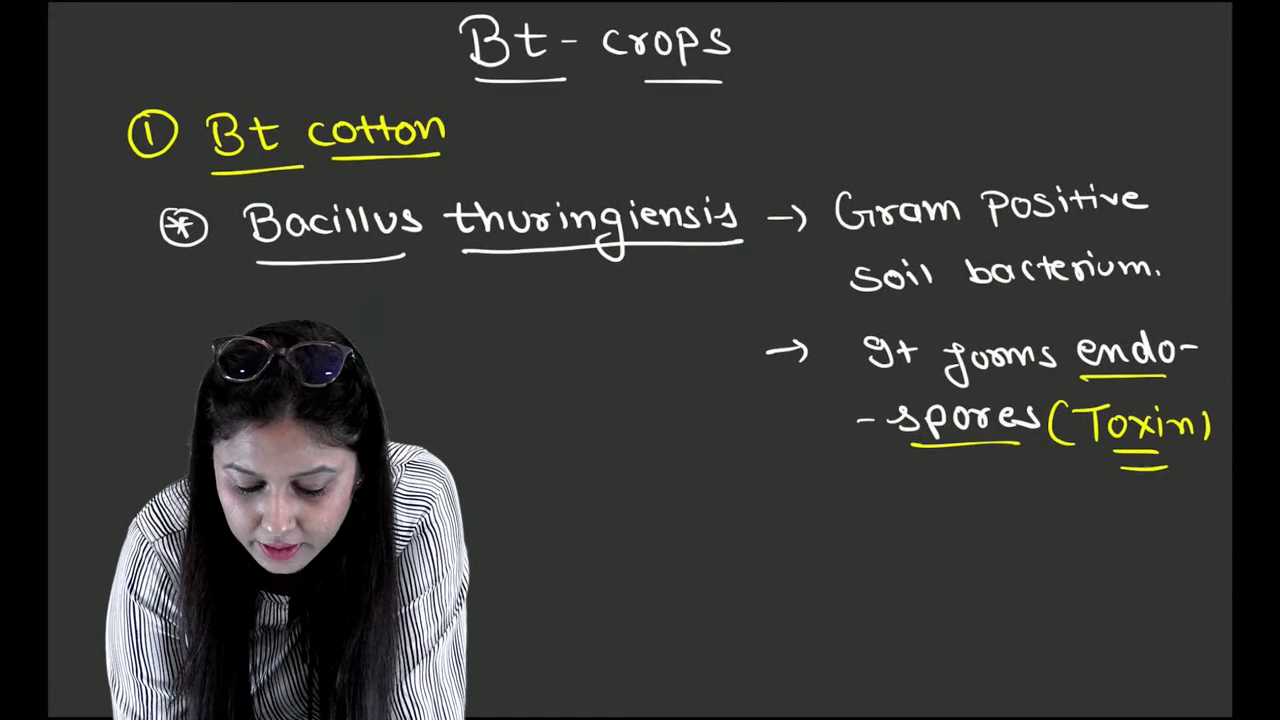 Bt - crops
① Bt cotton
* Bacillus thuringiensis → Gram positive
soil bacterium.
→ It forms endo-
- spores (Toxin)